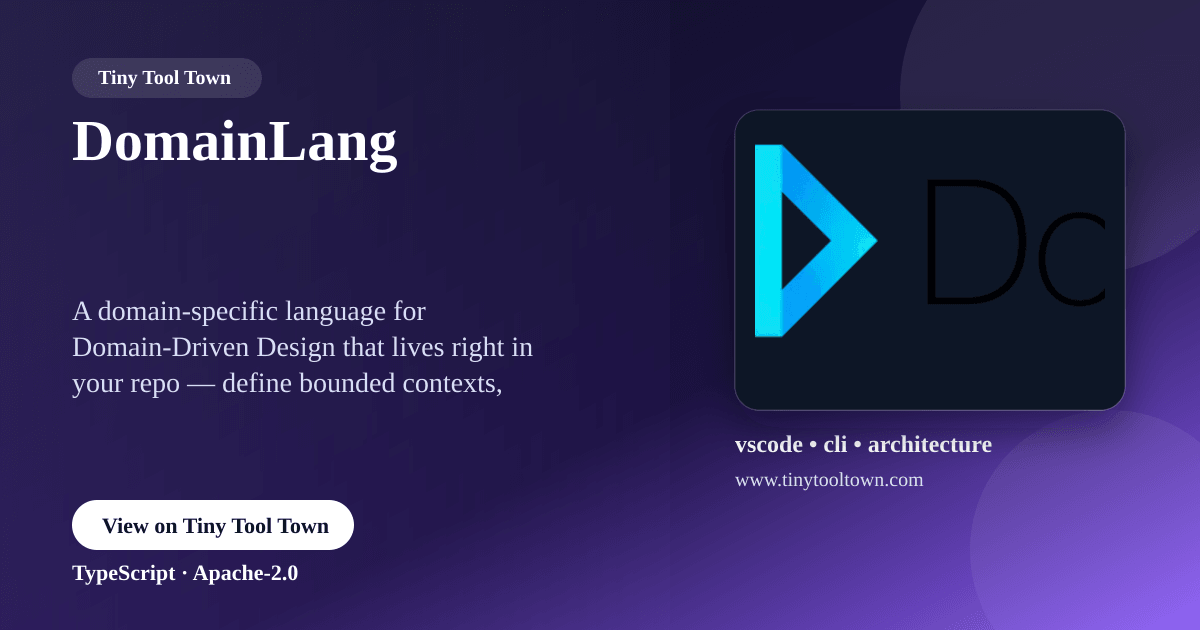 Tiny Tool Town
DomainLang
A domain-specific language for
Domain-Driven Design that lives right in
your repo — define bounded contexts,
View on Tiny Tool Town
TypeScript · Apache-2.0
Do
vscode • cli • architecture
www.tinytooltown.com